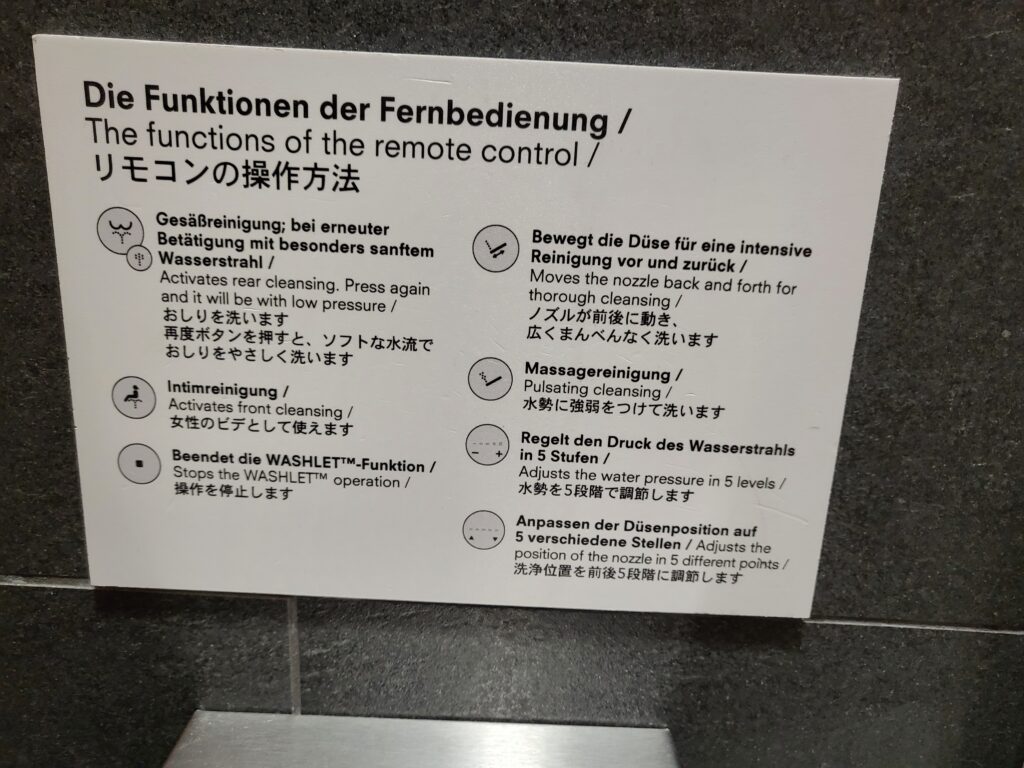 Die Funktionen der Fernbedienung /
The functions of the remote control /
リモコンの操作方法
Gesäßreinigung; bei erneuter
Betätigung mit besonders sanftem
Wasserstrahl /
Activates rear cleansing. Press again
and it will be with low pressure /
おしりを洗います
再度ボタンを押すと、ソフトな水流で
おしりをやさしく洗います
Intimreinigung /
Activates front cleansing /
女性のビデとして使えます
Beendet die WASHLET™-Funktion /
Stops the WASHLET™ operation /
操作を停止します
Bewegt die Düse für eine intensive
Reinigung vor und zurück /
Moves the nozzle back and forth for
thorough cleansing /
ノズルが前後に動き、
広くまんべんなく洗います
Massagereinigung /
Pulsating cleansing /
水勢に強弱をつけて洗います
Regelt den Druck des Wasserstrahls
in 5 Stufen /
Adjusts the water pressure in 5 levels /
水勢を5段階で調節します
Anpassen der Düsenposition auf
5 verschiedene Stellen / Adjusts the
position of the nozzle in 5 different points /
洗浄位置を前後5段階に調節します